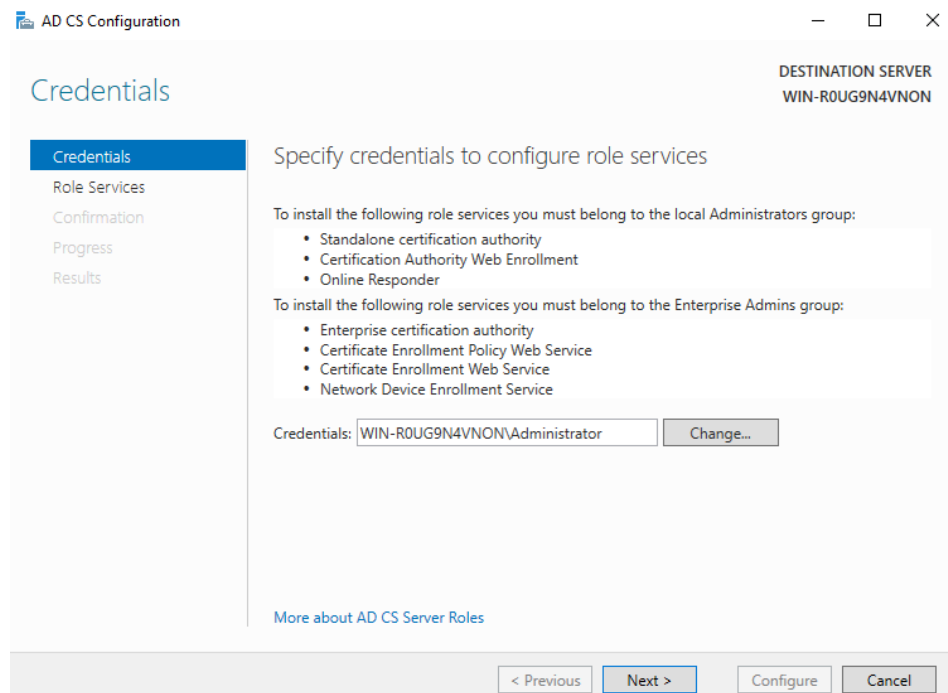 AD CS Configuration
DESTINATION SERVER
WIN-R0UG9N4VNON
Credentials
Credentials
Role Services
Confirmation
Progress
Results
Specify credentials to configure role services
To install the following role services you must belong to the local Administrators group:
• Standalone certification authority
• Certification Authority Web Enrollment
• Online Responder
To install the following role services you must belong to the Enterprise Admins group:
• Enterprise certification authority
• Certificate Enrollment Policy Web Service
• Certificate Enrollment Web Service
• Network Device Enrollment Service
Credentials: WIN-R0UG9N4VNON\Administrator Change...
More about AD CS Server Roles
< Previous Next > Configure Cancel